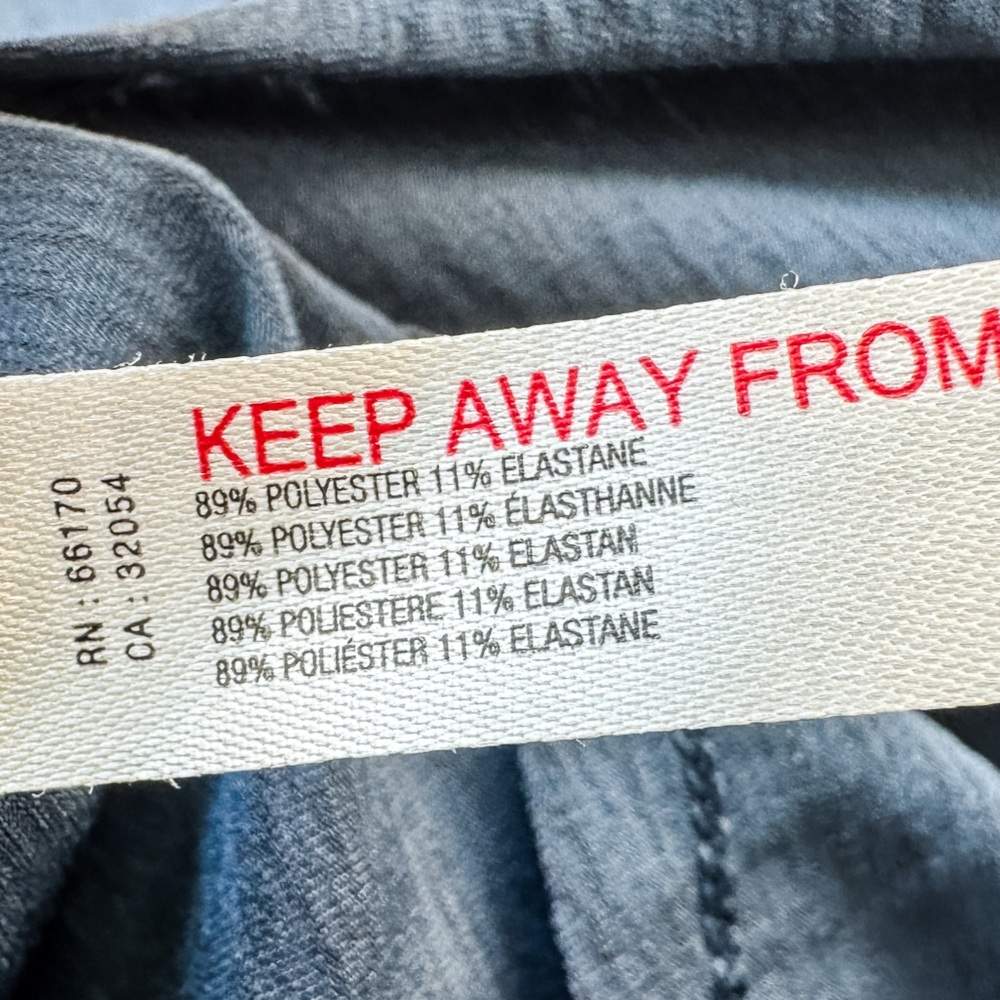 KEEP AWAY FROM
89% POLYESTER 11% ELASTANE
89% POLYESTER 11% ÉLASTHANNE
89% POLYESTER 11% ELASTAN
89% POLIESTERE 11% ELASTAN
89% POLIÉSTER 11% ELASTANE
RN : 66170
CA : 32054